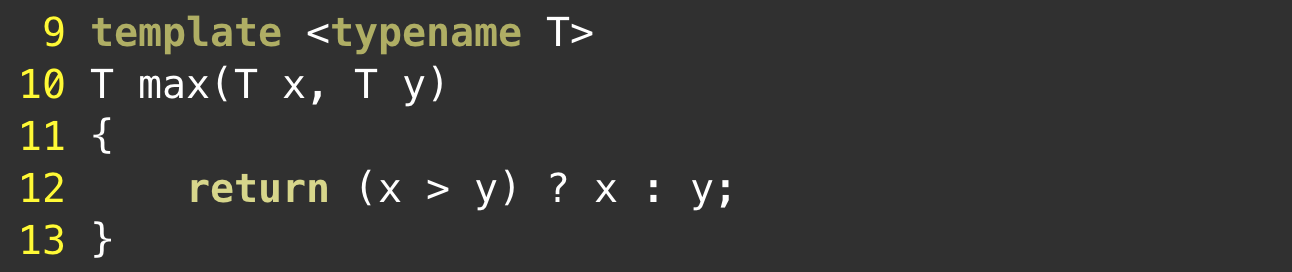 9 template <typename T>
10 T max(T x, T y)
11 {
12     return (x > y) ? x : y;
13 }